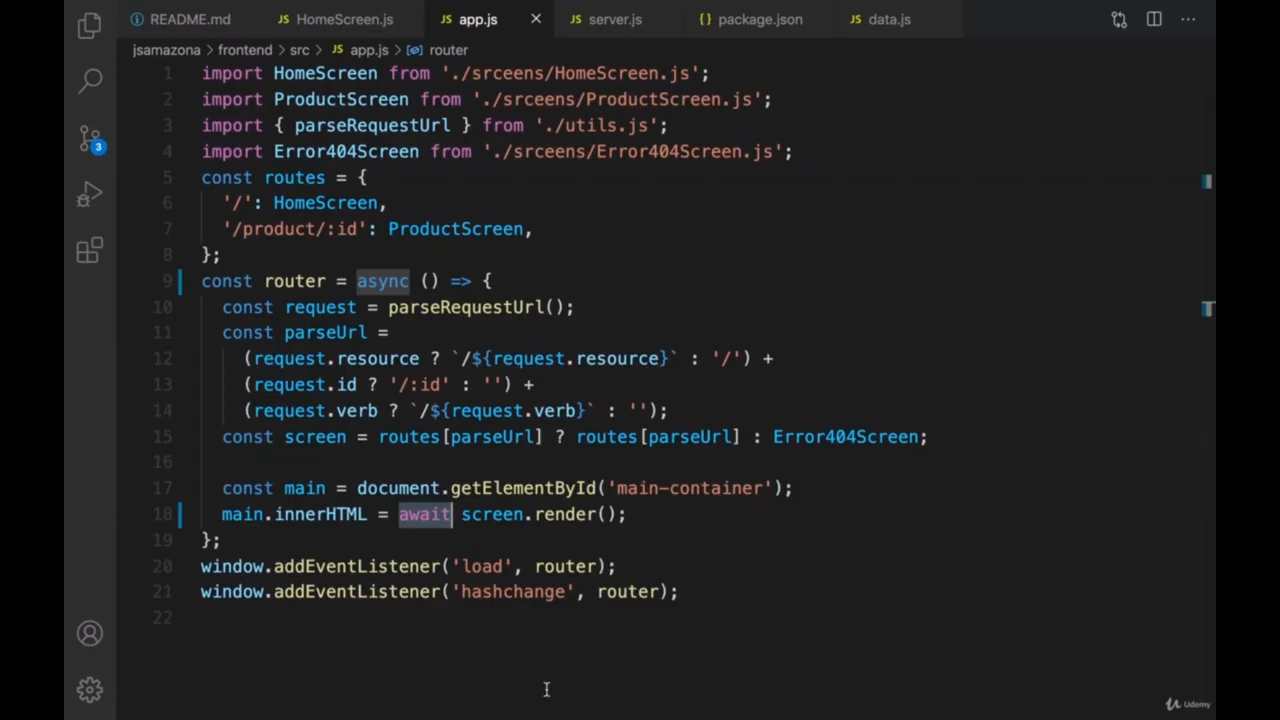 README.md
JS HomeScreen.js
JS app.js
JS server.js
{} package.json
JS data.js
jsamazona > frontend > src > JS app.js > router
1 import HomeScreen from './srceens/HomeScreen.js';
2 import ProductScreen from './srceens/ProductScreen.js';
3 import { parseRequestUrl } from './utils.js';
4 import Error404Screen from './srceens/Error404Screen.js';
5 const routes = {
6 '/': HomeScreen,
7 '/product/:id': ProductScreen,
8 };
9 const router = async () => {
10 const request = parseRequestUrl();
11 const parseUrl =
12 (request.resource ? `/${request.resource}` : '/') +
13 (request.id ? '/:id' : '') +
14 (request.verb ? `/${request.verb}` : '');
15 const screen = routes[parseUrl] ? routes[parseUrl] : Error404Screen;
16
17 const main = document.getElementById('main-container');
18 main.innerHTML = await screen.render();
19 };
20 window.addEventListener('load', router);
21 window.addEventListener('hashchange', router);
22
3
Udemy